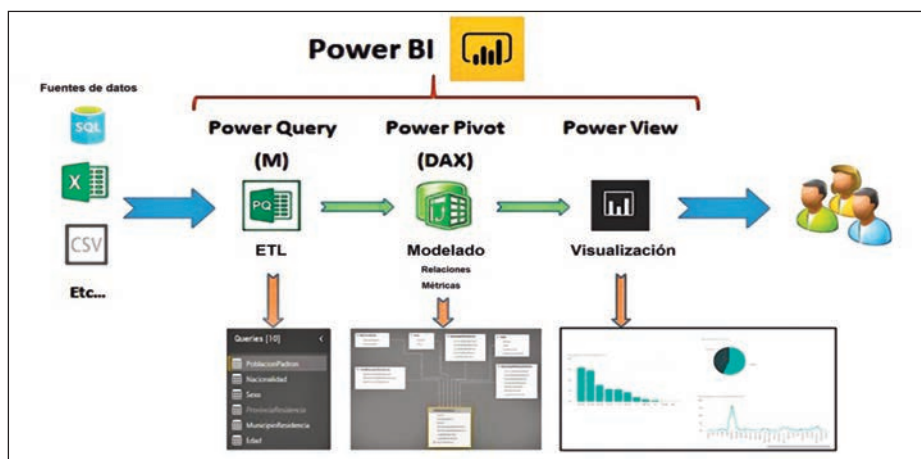 Power BI
Fuentes de datos
SQL
X
CSV
Etc...
Power Query
(M)
PQ
ETL
Power Pivot
(DAX)
Modelado
Relaciones
Métricas
Power View
Visualización
Queries [10]
PoblacionPadron
Nacionalidad
Sexo
ProvinciaResidencia
MunicipioResidencia
Edad